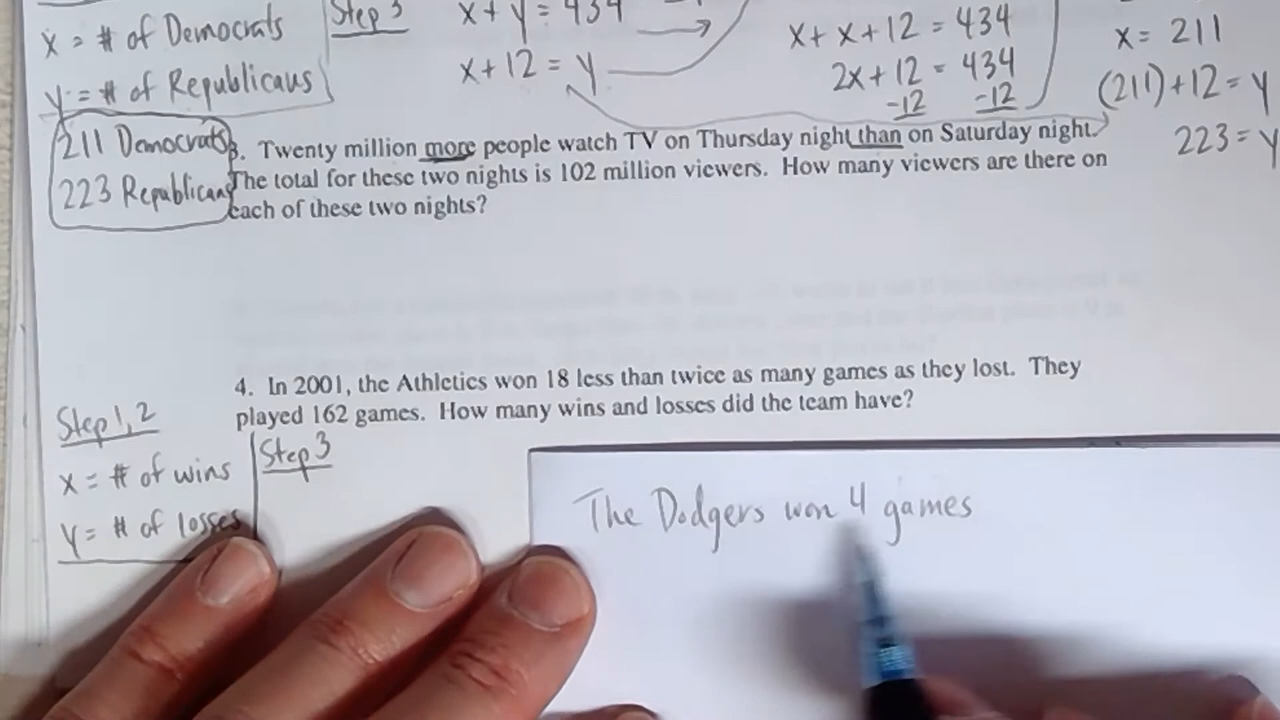 x = # of Democrats
y = # of Republicans
Step 3
x + y = 434
x + 12 = y
x + x + 12 = 434
2x + 12 = 434
-12 -12
x = 211
(211) + 12 = y
223 = y
211 Democrats
223 Republicans
3. Twenty million more people watch TV on Thursday night than on Saturday night.
The total for these two nights is 102 million viewers. How many viewers are there on
each of these two nights?
4. In 2001, the Athletics won 18 less than twice as many games as they lost. They
played 162 games. How many wins and losses did the team have?
Step 1, 2
x = # of wins
y = # of losses
Step 3
The Dodgers won 4 games